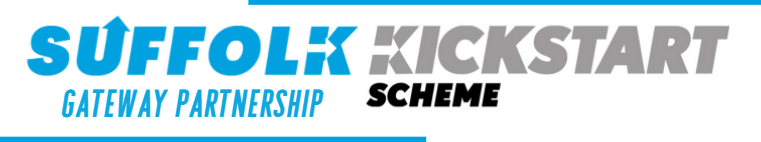 SUFFOLK KICKSTART
GATEWAY PARTNERSHIP SCHEME